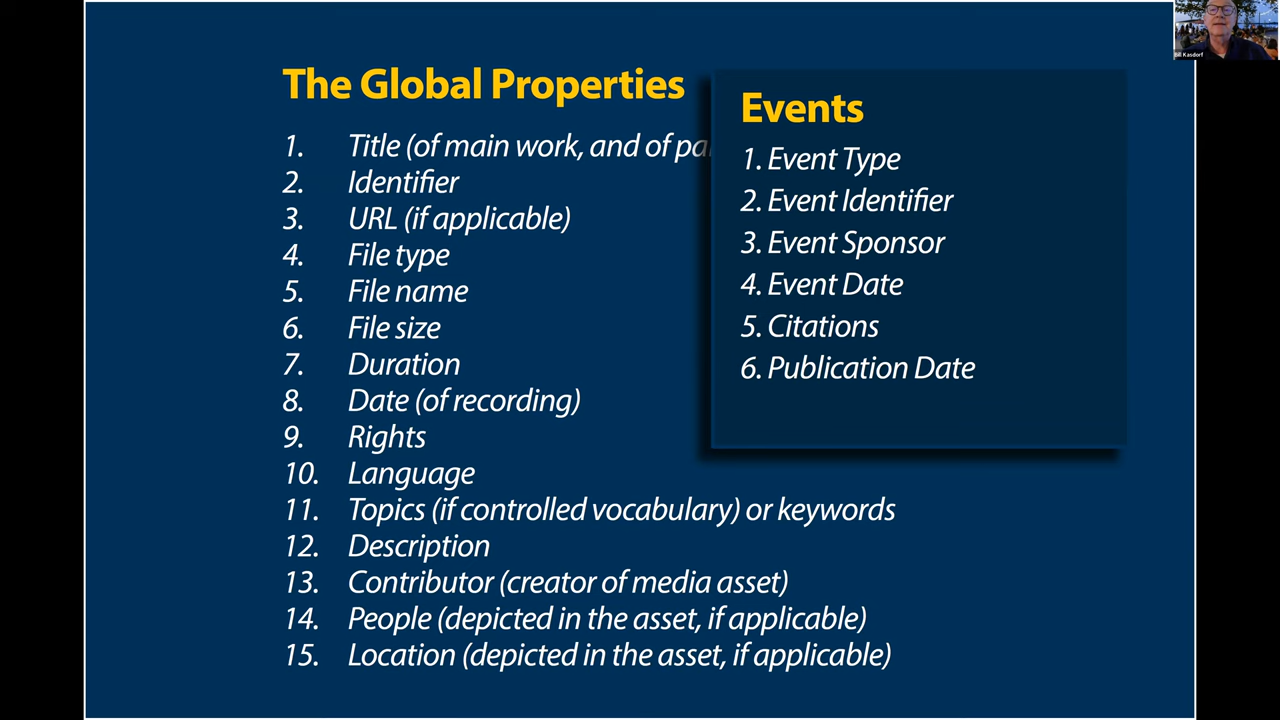 The Global Properties
1. Title (of main work, and of
2. Identifier
3. URL (if applicable)
4. File type
5. File name
6. File size
7. Duration
8. Date (of recording)
9. Rights
10. Language
11. Topics (if controlled vocabulary) or keywords
12. Description
13. Contributor (creator of media asset)
14. People (depicted in the asset, if applicable)
15. Location (depicted in the asset, if applicable)
Events
1. Event Type
2. Event Identifier
3. Event Sponsor
4. Event Date
5. Citations
6. Publication Date
Bill Kasdorf